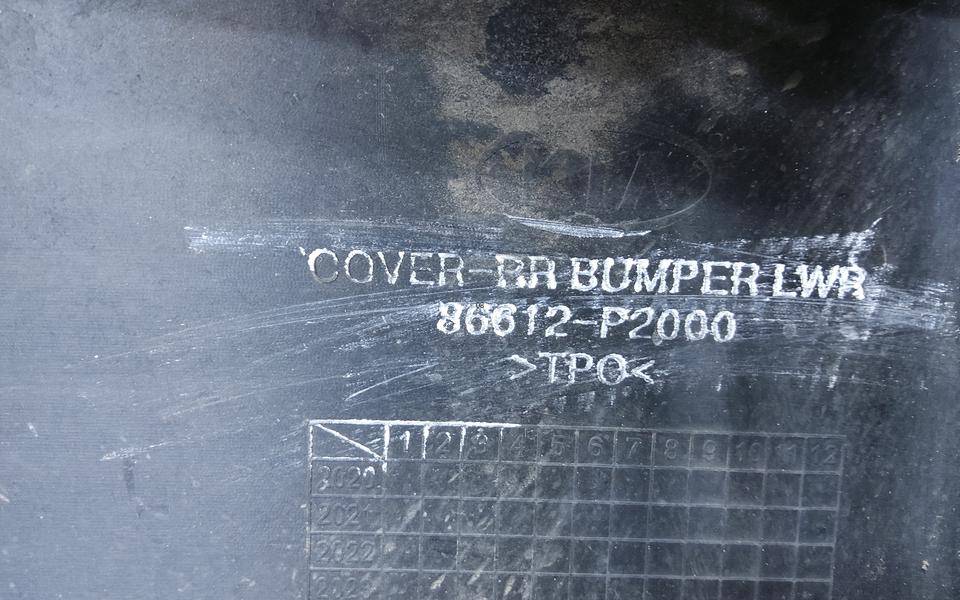 KIA
COVER-RR BUMPER LWR
86612-P2000
>TPO<
1 2 3 4 5 6 7 8 9 10 11 12
2020
2021
2022